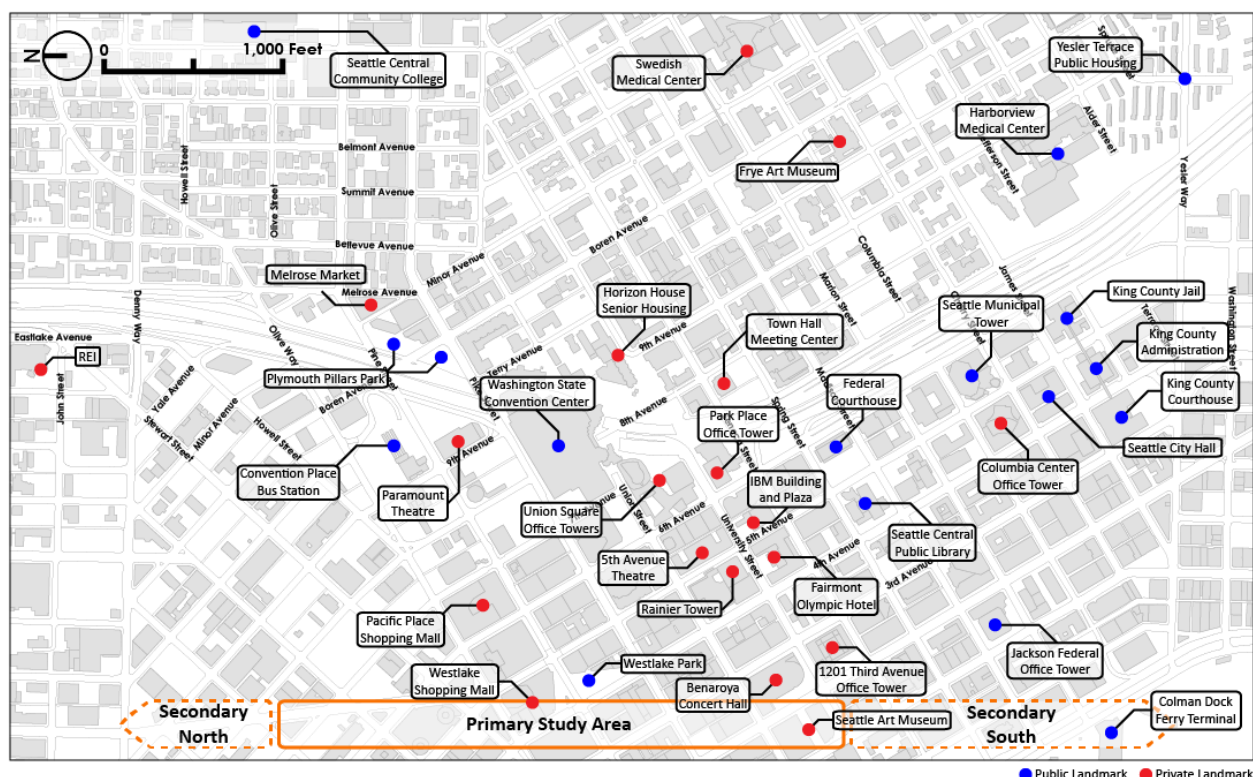 N
0
1,000 Feet
Seattle Central
Community College
Swedish
Medical Center
Yesler Terrace
Public Housing
Harborview
Medical Center
Alder Street
Jefferson Street
Frye Art Museum
Belmont Avenue
Howell Street
Summit Avenue
Olive Street
Yesler Way
Boren Avenue
Bellevue Avenue
Minor Avenue
Columbia Street
Melrose Market
Melrose Avenue
Horizon House
Senior Housing
Marion Street
James Street
King County Jail
Washington Street
Denny Way
Seattle Municipal
Tower
Town Hall
Meeting Center
9th Avenue
Eastlake Avenue
REI
Olive Way
Pine Street
Terry Avenue
King County
Administration
Plymouth Pillars Park
Boren Avenue
Pike Street
Washington State
Convention Center
Federal
Courthouse
John Street
Yale Avenue
Minor Avenue
Stewart Street
Howell Street
8th Avenue
Spring Street
King County
Courthouse
Park Place
Office Tower
9th Avenue
Seattle City Hall
Convention Place
Bus Station
Paramount
Theatre
Columbia Center
Office Tower
IBM Building
and Plaza
Union Square
Office Towers
Union Street
6th Avenue
5th Avenue
University Street
Seattle Central
Public Library
5th Avenue
Theatre
4th Avenue
3rd Avenue
Fairmont
Olympic Hotel
Rainier Tower
Pacific Place
Shopping Mall
Jackson Federal
Office Tower
Westlake Park
Westlake
Shopping Mall
Benaroya
Concert Hall
1201 Third Avenue
Office Tower
Secondary
North
Primary Study Area
Seattle Art Museum
Secondary
South
Colman Dock
Ferry Terminal
Public Landmark
Private Landmark